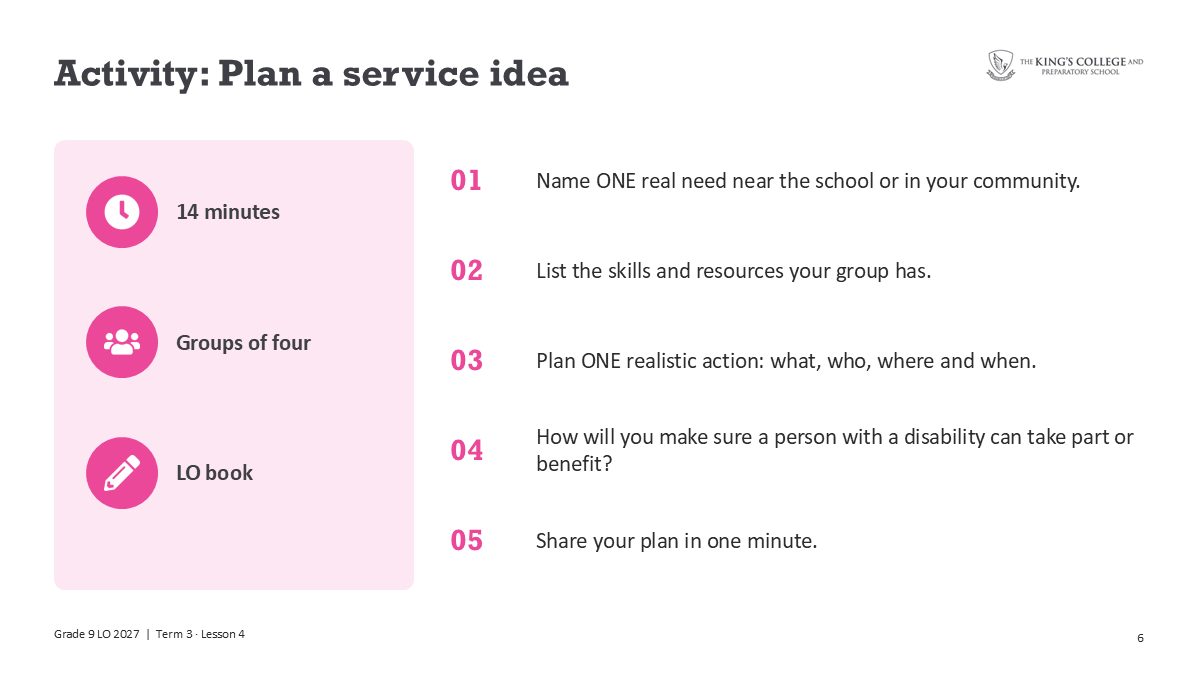 Activity: Plan a service idea
THE KING'S COLLEGE AND
PREPARATORY SCHOOL
14 minutes
Groups of four
LO book
01
Name ONE real need near the school or in your community.
02
List the skills and resources your group has.
03
Plan ONE realistic action: what, who, where and when.
04
How will you make sure a person with a disability can take part or
benefit?
05
Share your plan in one minute.
Grade 9 LO 2027 | Term 3 · Lesson 4
6